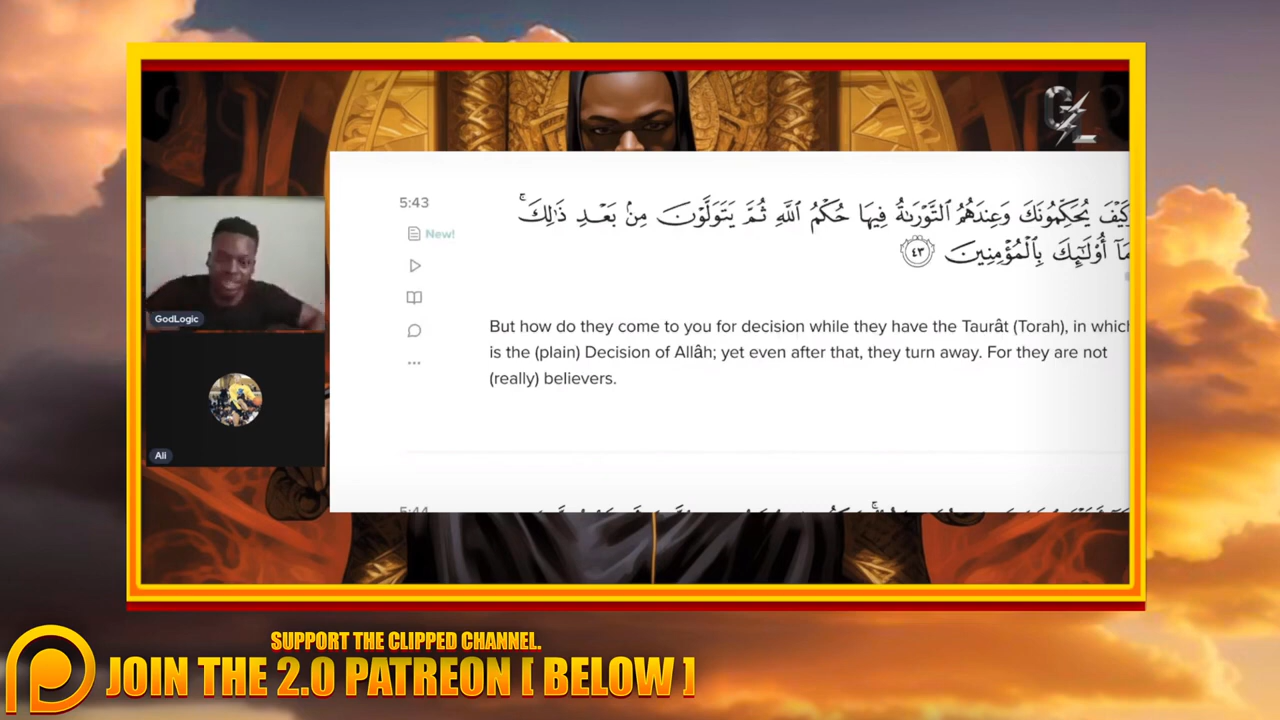 5:43
New!
كَيْفَ يُحَكِّمُونَكَ وَعِندَهُمُ ٱلتَّوْرَىٰةُ فِيهَا حُكْمُ ٱللَّهِ ثُمَّ يَتَوَلَّوْنَ مِنۢ بَعْدِ ذَٰلِكَ ۚ
مَآ أُو۟لَـٰٓئِكَ بِٱلْمُؤْمِنِينَ ٤٣
But how do they come to you for decision while they have the Taurât (Torah), in which
is the (plain) Decision of Allâh; yet even after that, they turn away. For they are not
(really) believers.
GodLogic
Ali
5:44
SUPPORT THE CLIPPED CHANNEL.
JOIN THE 2.0 PATREON [ BELOW ]